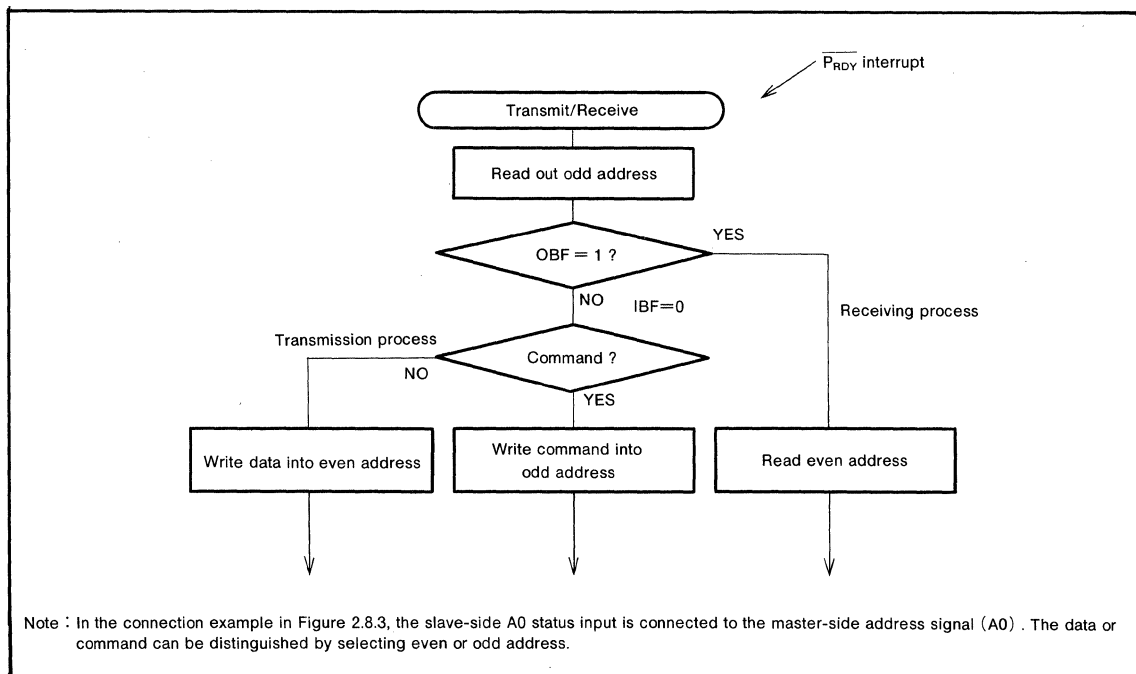 P̅R̅D̅Y̅ interrupt
Transmit/Receive
Read out odd address
YES
OBF = 1 ?
NO
IBF=0
Receiving process
Transmission process
Command ?
NO
YES
Write data into even address
Write command into
odd address
Read even address
Note : In the connection example in Figure 2.8.3, the slave-side A0 status input is connected to the master-side address signal (A0) . The data or
command can be distinguished by selecting even or odd address.